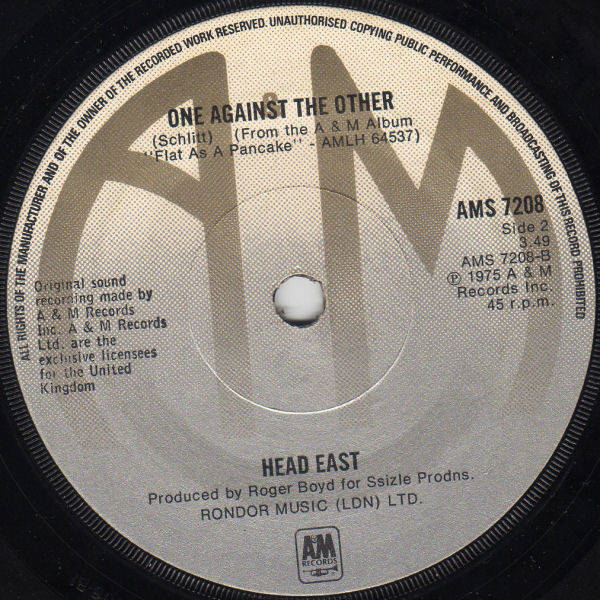 ALL RIGHTS OF THE MANUFACTURER AND OF THE OWNER OF THE RECORDED WORK RESERVED. UNAUTHORISED COPYING PUBLIC PERFORMANCE AND BROADCASTING OF THIS RECORD PROHIBITED
ONE AGAINST THE OTHER
(Schlitt) (From the A & M Album
"Flat As A Pancake" - AMLH 64537)
AMS 7208
Side 2
3.49
AMS 7208-B
℗ 1975 A & M
Records Inc.
45 r.p.m.
Original sound
recording made by
A & M Records
Inc. A & M Records
Ltd. are the
exclusive licensees
for the United
Kingdom
HEAD EAST
Produced by Roger Boyd for Ssizle Prodns.
RONDOR MUSIC (LDN) LTD.
AM
RECORDS